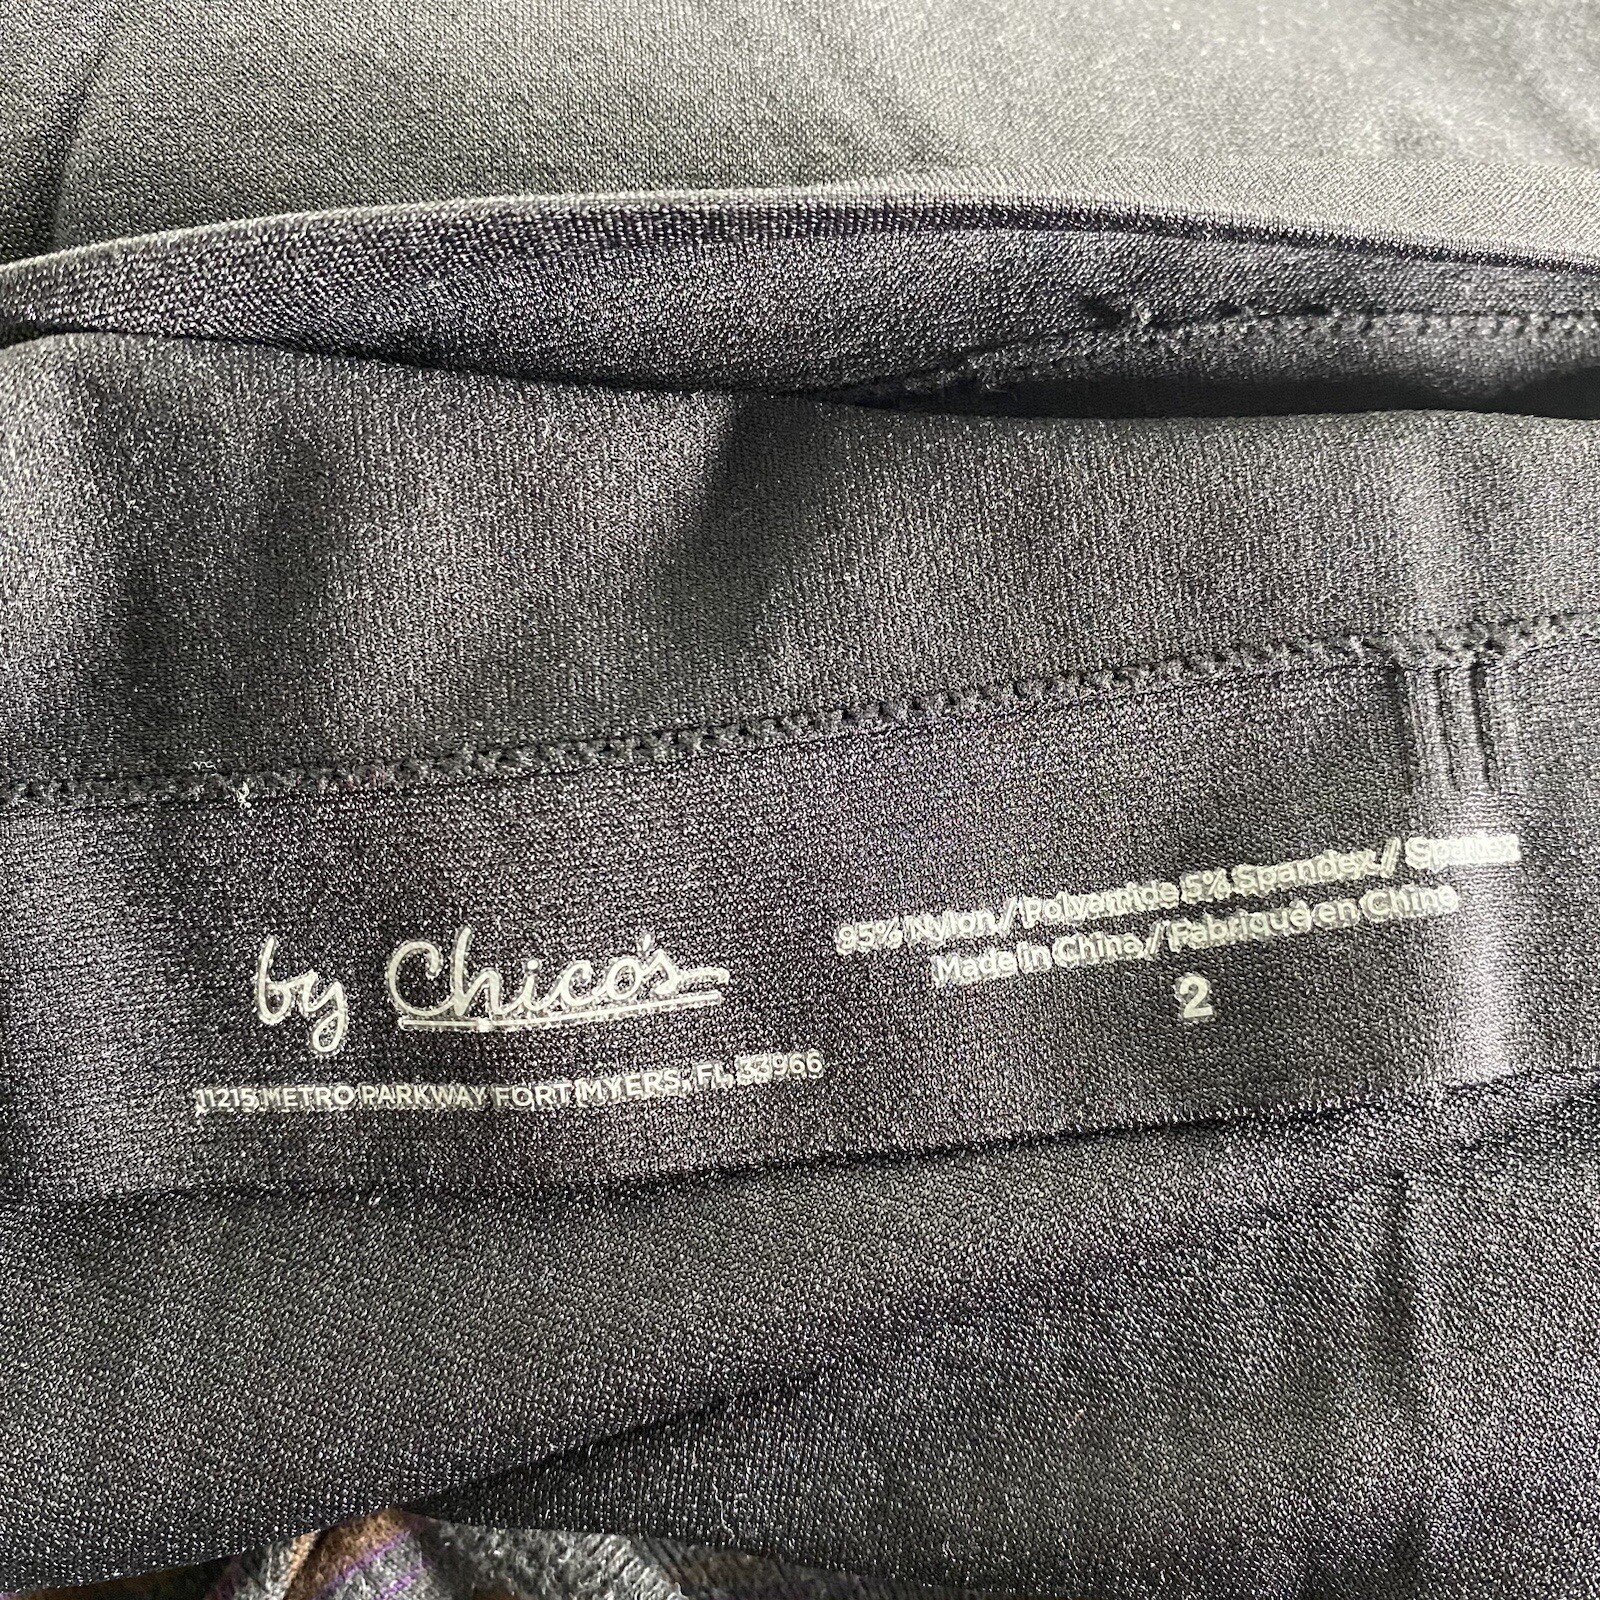 by Chico's
11215 METRO PARKWAY FORT MYERS, FL 33966
95% Nylon / Polyamide 5% Spandex / Spandex
Made in China / Fabriqué en Chine
2